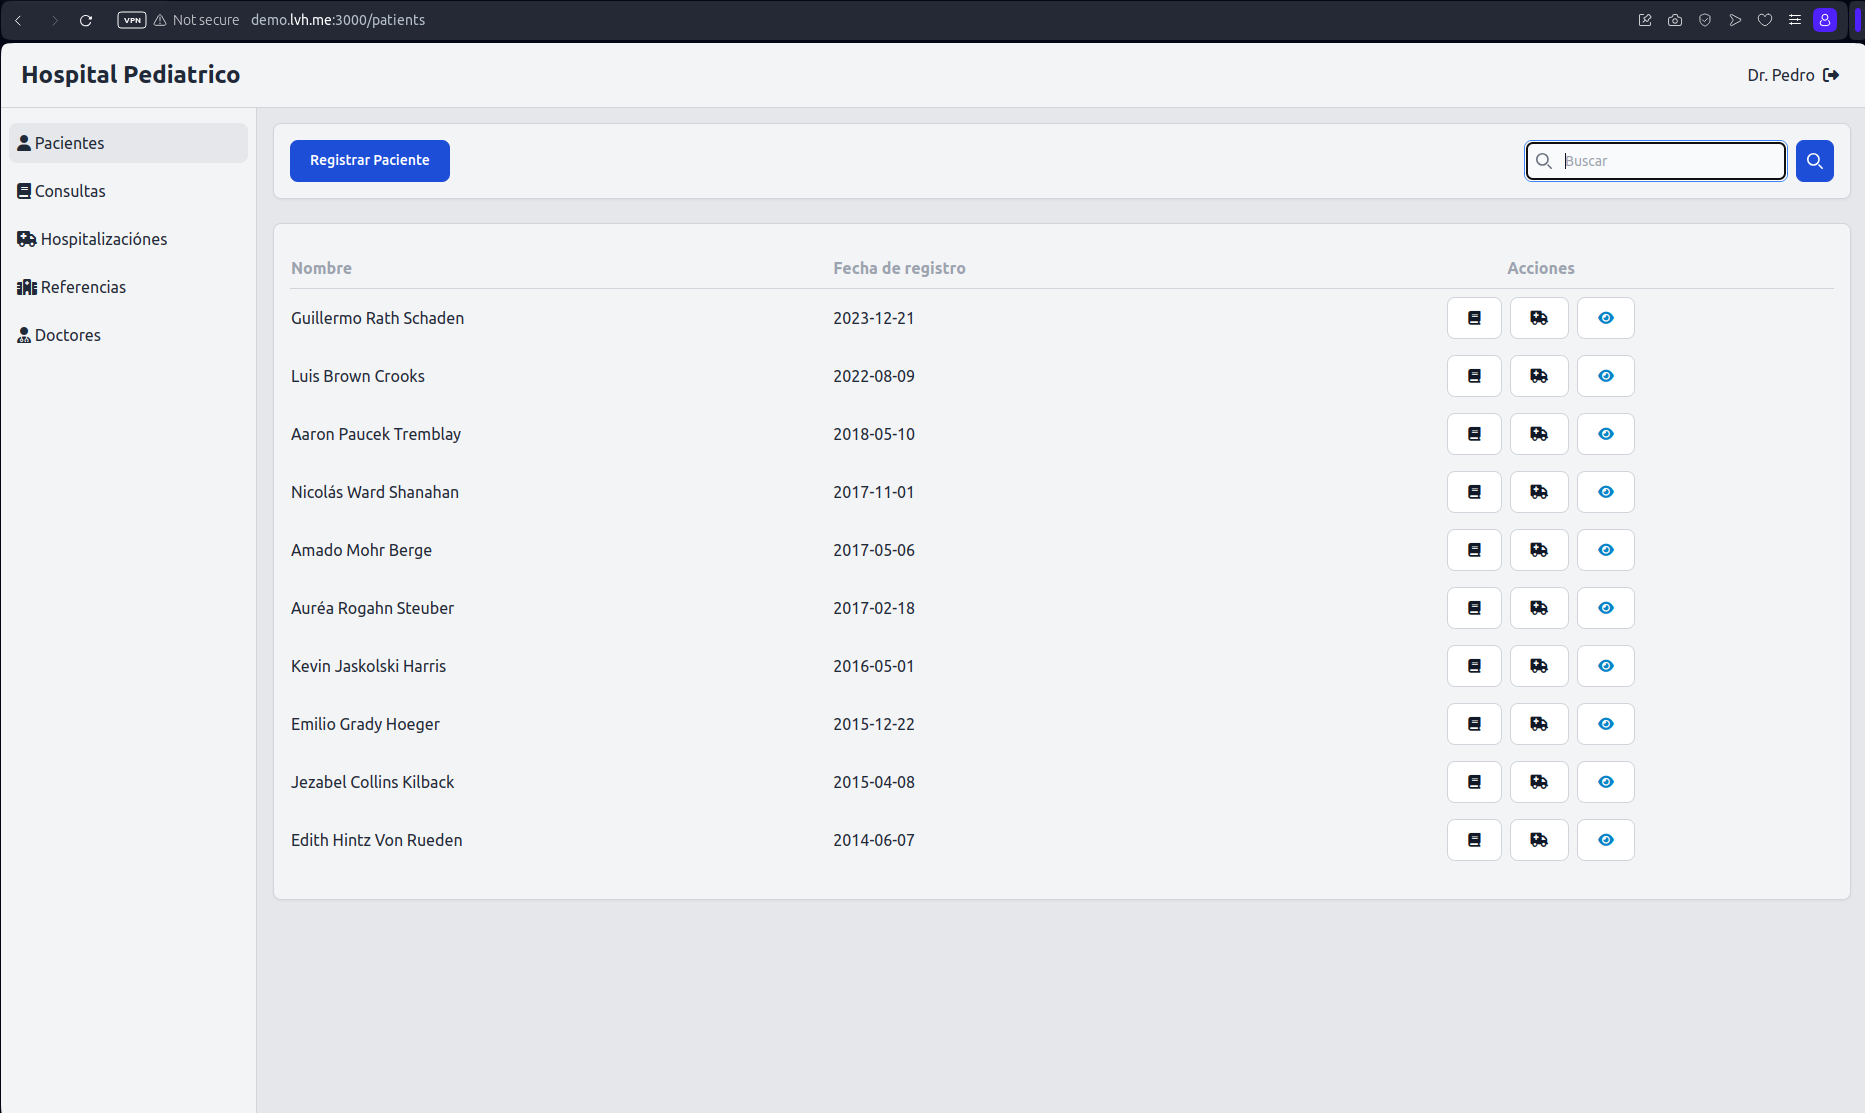 VPN Not secure demo.lvh.me:3000/patients
Hospital Pediatrico
Dr. Pedro
Pacientes
Consultas
Hospitalizaciónes
Referencias
Doctores
Registrar Paciente
Buscar
Nombre Fecha de registro Acciones
Guillermo Rath Schaden 2023-12-21
Luis Brown Crooks 2022-08-09
Aaron Paucek Tremblay 2018-05-10
Nicolás Ward Shanahan 2017-11-01
Amado Mohr Berge 2017-05-06
Auréa Rogahn Steuber 2017-02-18
Kevin Jaskolski Harris 2016-05-01
Emilio Grady Hoeger 2015-12-22
Jezabel Collins Kilback 2015-04-08
Edith Hintz Von Rueden 2014-06-07